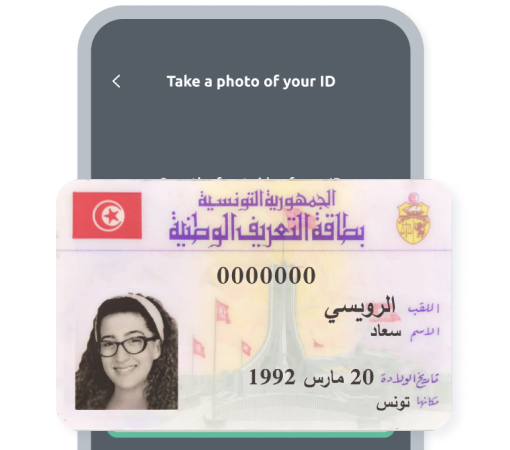 Take a photo of your ID
الجمهورية التونسية
بطاقة التعريف الوطنية
0000000
اللقب الرويسي
الاسم سعاد
تاريخ الولادة 20 مارس 1992
مكانها تونس